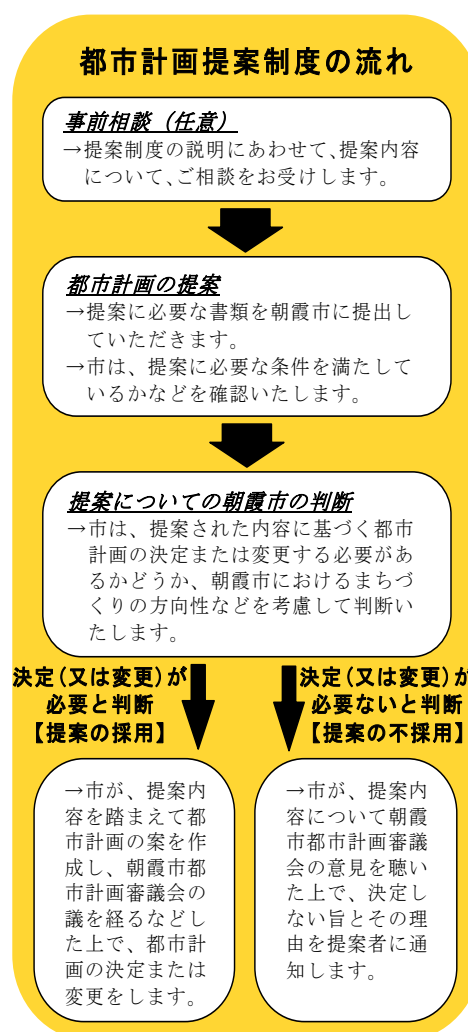 都市計画提案制度の流れ
事前相談（任意）
→提案制度の説明にあわせて、提案内容
について、ご相談をお受けします。
都市計画の提案
→提案に必要な書類を朝霞市に提出し
ていただきます。
→市は、提案に必要な条件を満たして
いるかなどを確認いたします。
提案についての朝霞市の判断
→市は、提案された内容に基づく都市
計画の決定または変更する必要があ
るかどうか、朝霞市におけるまちづ
くりの方向性などを考慮して判断い
たします。
決定（又は変更）が
必要と判断
【提案の採用】
→市が、提案内
容を踏まえて都
市計画の案を作
成し、朝霞市都
市計画審議会の
議を経るなどし
た上で、都市計
画の決定または
変更をします。
決定（又は変更）が
必要ないと判断
【提案の不採用】
→市が、提案内
容について朝霞
市都市計画審議
会の意見を聴い
た上で、決定し
ない旨とその理
由を提案者に通
知します。